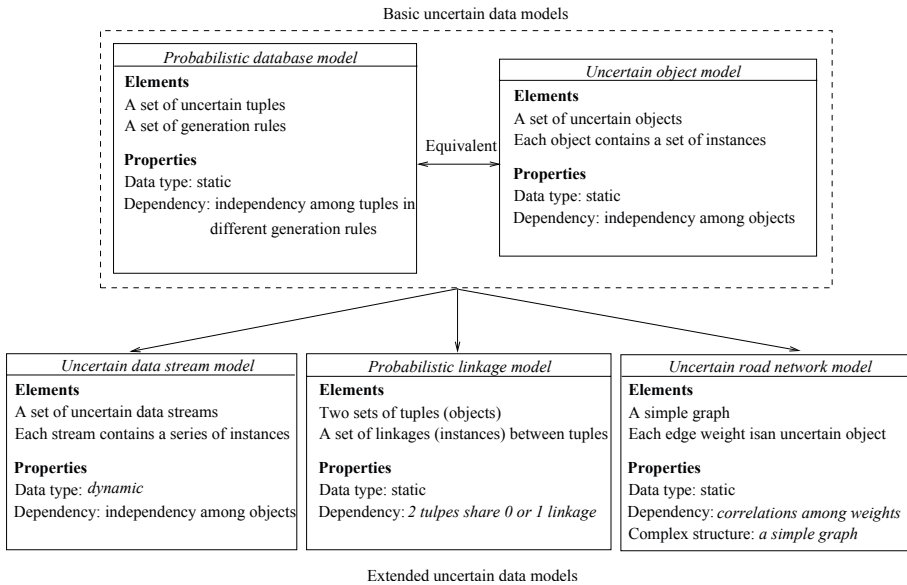 Basic uncertain data models
Probabilistic database model
Elements
A set of uncertain tuples
A set of generation rules
Properties
Data type: static
Dependency: independency among tuples in
different generation rules
Equivalent
Uncertain object model
Elements
A set of uncertain objects
Each object contains a set of instances
Properties
Data type: static
Dependency: independency among objects
Uncertain data stream model
Elements
A set of uncertain data streams
Each stream contains a series of instances
Properties
Data type: dynamic
Dependency: independency among objects
Probabilistic linkage model
Elements
Two sets of tuples (objects)
A set of linkages (instances) between tuples
Properties
Data type: static
Dependency: 2 tulpes share 0 or 1 linkage
Uncertain road network model
Elements
A simple graph
Each edge weight isan uncertain object
Properties
Data type: static
Dependency: correlations among weights
Complex structure: a simple graph
Extended uncertain data models